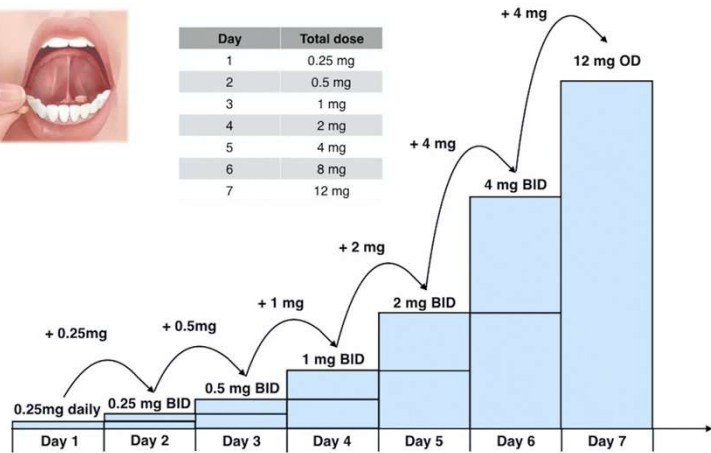 Day Total dose
1 0.25 mg
2 0.5 mg
3 1 mg
4 2 mg
5 4 mg
6 8 mg
7 12 mg
+ 4 mg
12 mg OD
+ 4 mg
4 mg BID
+ 2 mg
2 mg BID
+ 1 mg
1 mg BID
+ 0.5mg
0.5 mg BID
+ 0.25mg
0.25 mg BID
0.25mg daily
Day 1 Day 2 Day 3 Day 4 Day 5 Day 6 Day 7